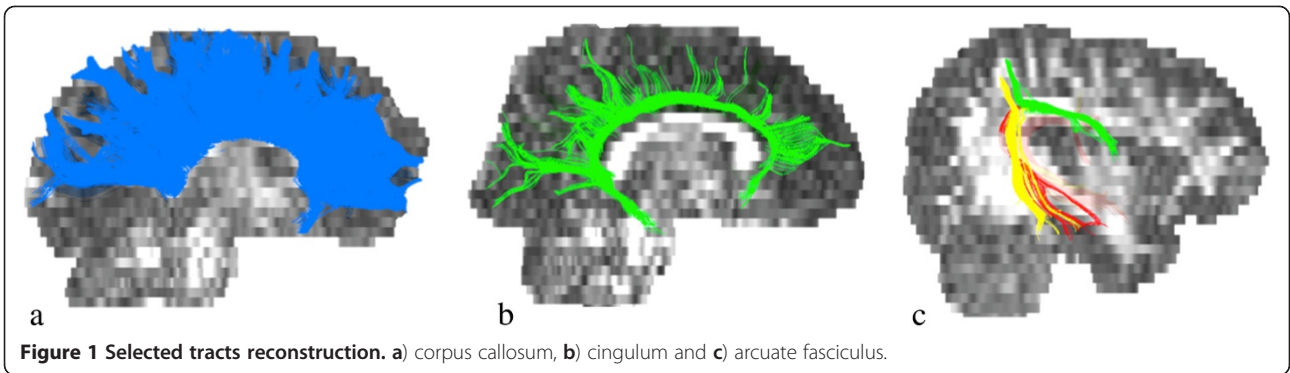 a
b
c
Figure 1 Selected tracts reconstruction. a) corpus callosum, b) cingulum and c) arcuate fasciculus.